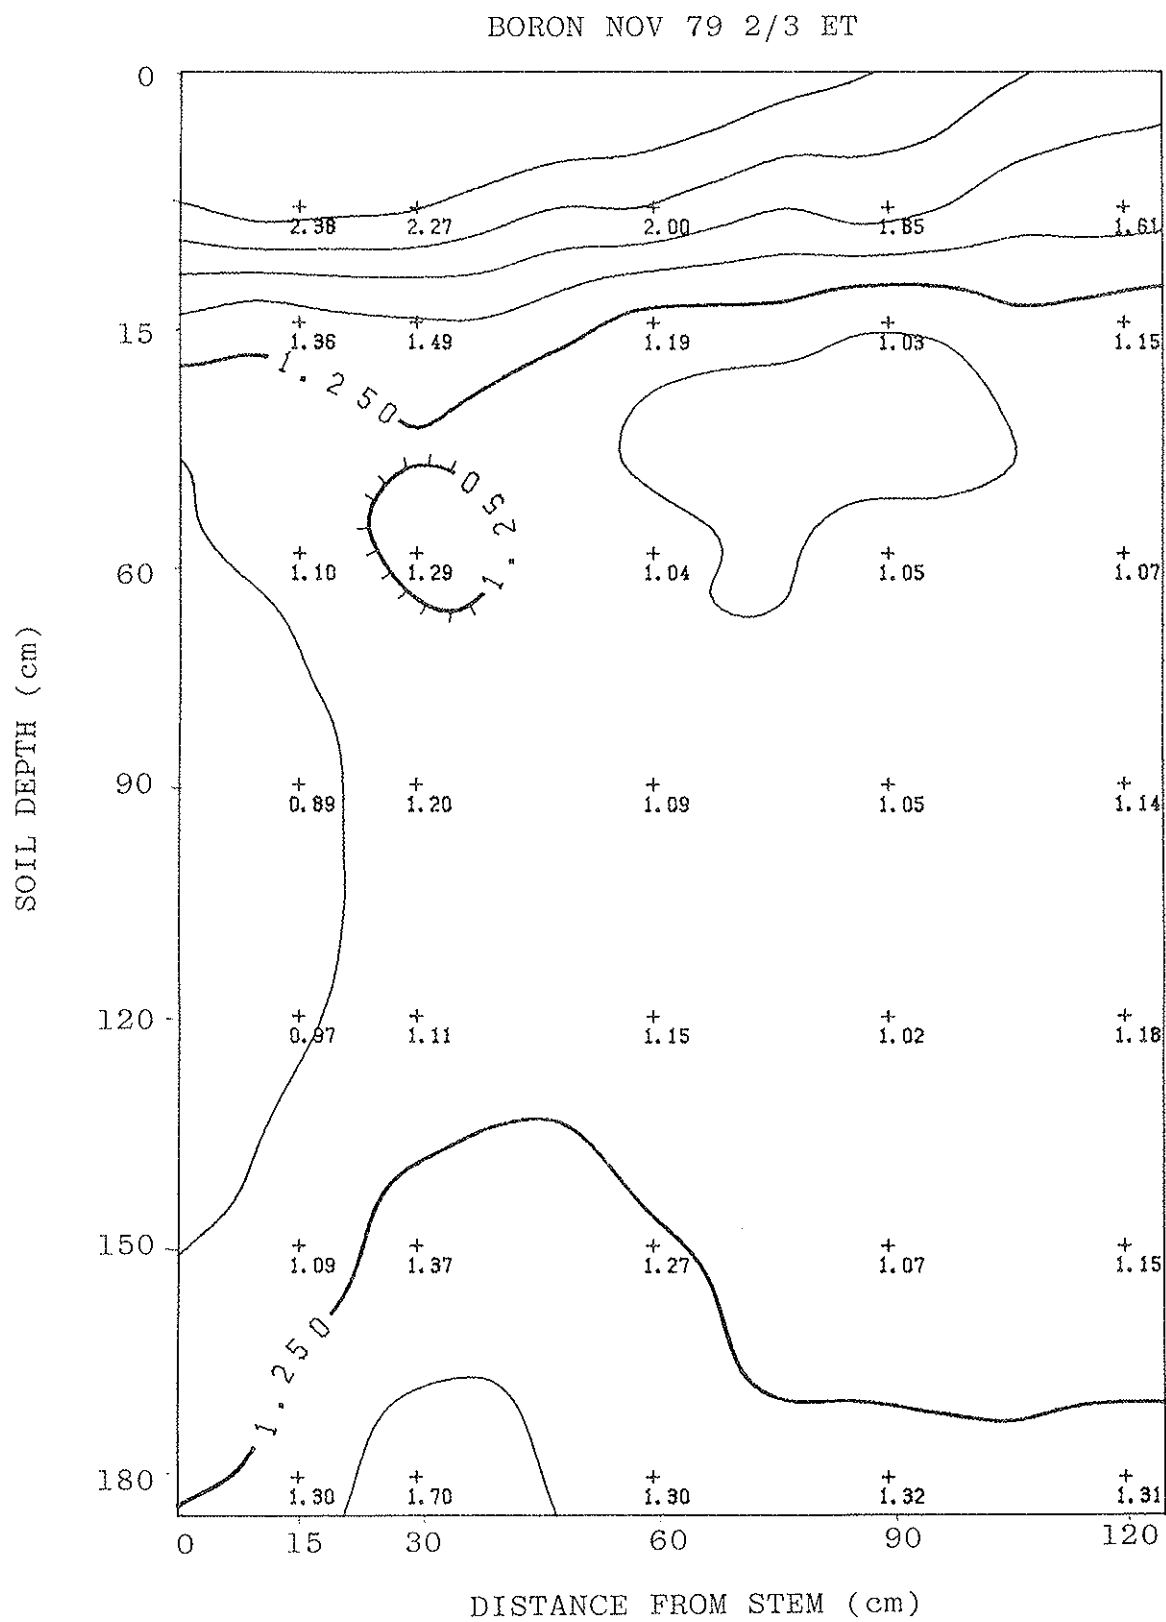 BORON NOV 79 2/3 ET
0
2.38 2.27 2.00 1.85 1.61
15
1.36 1.49 1.19 1.03 1.15
1.250
1.250
60
1.10 1.29 1.04 1.05 1.07
SOIL DEPTH (cm)
90
0.89 1.20 1.09 1.05 1.14
120
0.97 1.11 1.15 1.02 1.18
150
1.09 1.37 1.27 1.07 1.15
1.250
180
1.30 1.70 1.30 1.32 1.31
0 15 30 60 90 120
DISTANCE FROM STEM (cm)